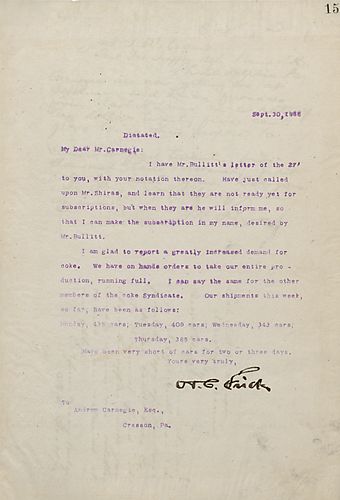 15
Sept. 30, 1886
Dictated.
My Dear Mr. Carnegie:
I have Mr. Bullitt's letter of the 27'
to you, with your notation thereon. Have just called
upon Mr. Shiras, and learn that they are not ready yet for
subscriptions, but when they are he will infprm me, so
that I can make the subscription in my name, desired by
Mr. Bullitt.
I am glad to report a greatly increased demand for
coke. We have on hands orders to take our entire pro-
duction, running full. I can say the same for the other
members of the coke Syndicate. Our shipments this week,
so far, have been as follows:
Monday, cars; Tuesday, 408 cars; Wednesday, 343 cars,
Thursday, 385 cars.
Have been very short of cars for two or three days.
Yours very truly,
H. C. Frick
To
Andrew Carnegie, Esq.,
Cresson, Pa.